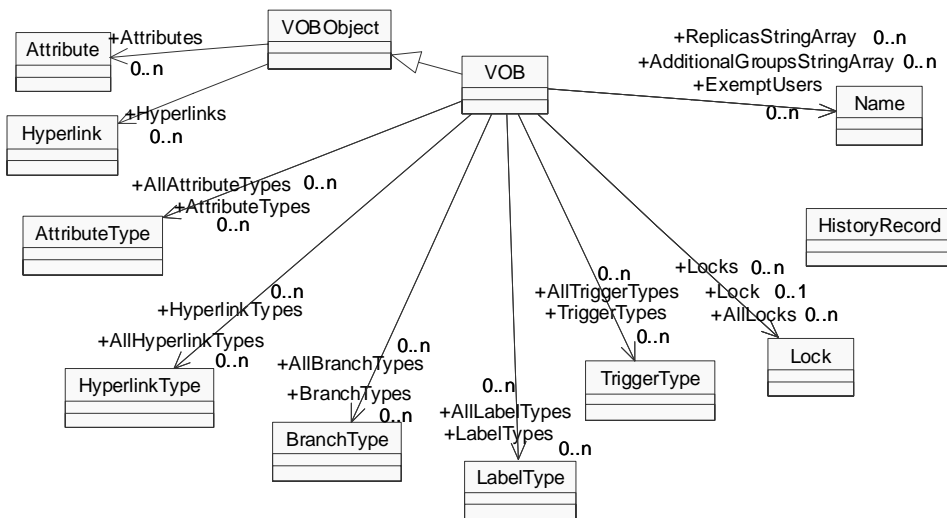 VOBObject
Attribute
+Attributes
0..n
VOB
+ReplicasStringArray 0..n
+AdditionalGroupsStringArray 0..n
+ExemptUsers
0..n
Name
Hyperlink
+Hyperlinks
0..n
+AllAttributeTypes 0..n
+AttributeTypes
0..n
AttributeType
HistoryRecord
0..n
+HyperlinkTypes
+AllHyperlinkTypes
0..n
HyperlinkType
0..n
+AllBranchTypes
+BranchTypes
0..n
BranchType
0..n
+AllLabelTypes
+LabelTypes
0..n
LabelType
0..n
+AllTriggerTypes
+TriggerTypes
0..n
TriggerType
+Locks 0..n
+Lock 0..1
+AllLocks 0..n
Lock